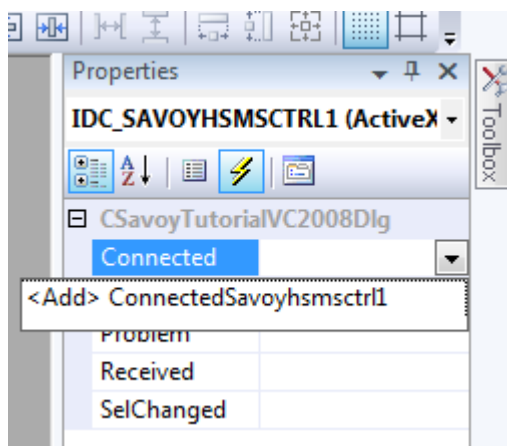 Properties
IDC_SAVOYHSMSCTRL1 (ActiveX
Toolbox
CSavoyTutorialVC2008Dlg
Connected
<Add> ConnectedSavoyhsmsctrl1
Problem
Received
SelChanged